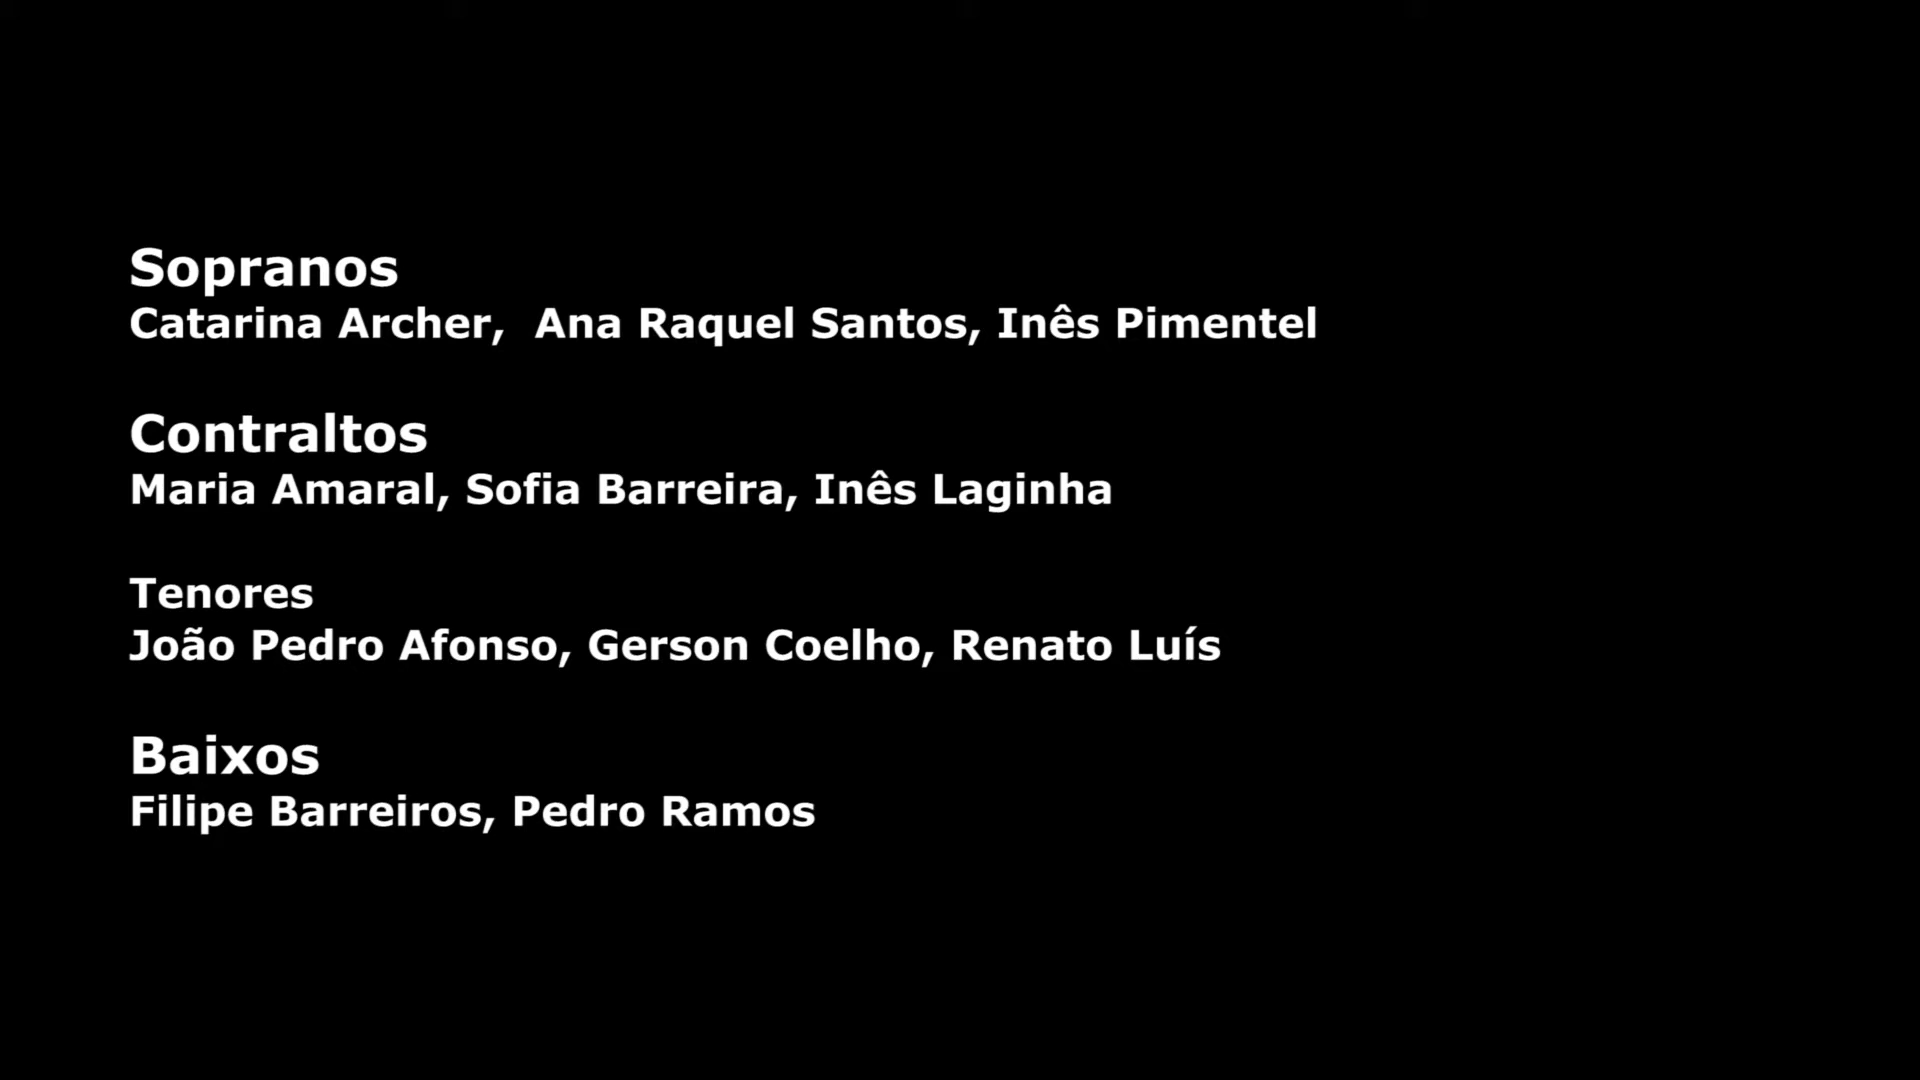 Sopranos
Catarina Archer,  Ana Raquel Santos, Inês Pimentel
Contraltos
Maria Amaral, Sofia Barreira, Inês Laginha
Tenores
João Pedro Afonso, Gerson Coelho, Renato Luís
Baixos
Filipe Barreiros, Pedro Ramos